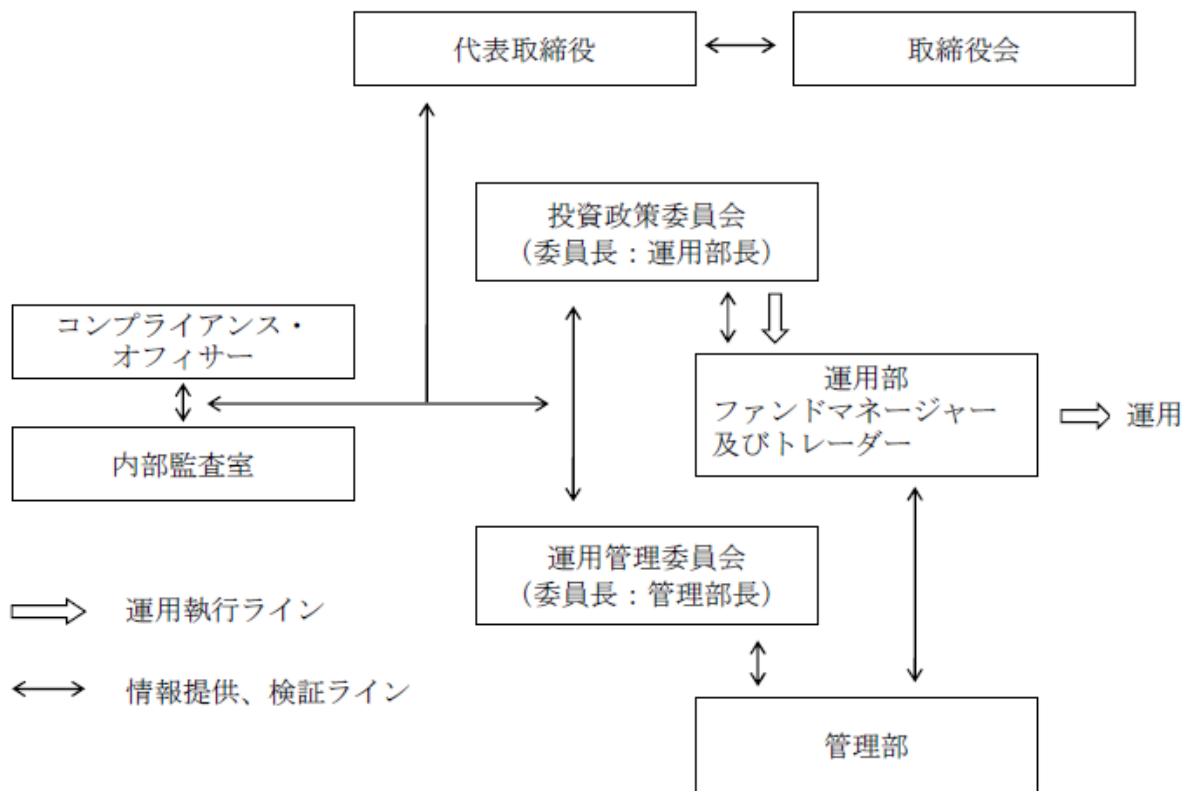 代表取締役
取締役会
投資政策委員会
（委員長：運用部長）
コンプライアンス・
オフィサー
内部監査室
運用部
ファンドマネージャー
及びトレーダー
運用
運用管理委員会
（委員長：管理部長）
運用執行ライン
情報提供、検証ライン
管理部